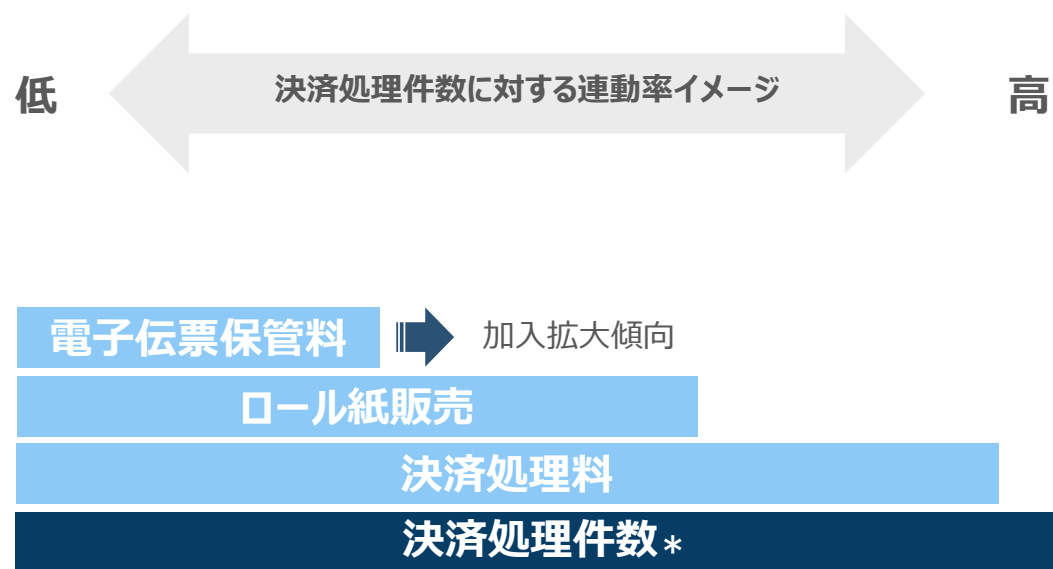 低
決済処理件数に対する連動率イメージ
高
電子伝票保管料
加入拡大傾向
ロール紙販売
決済処理料
決済処理件数*